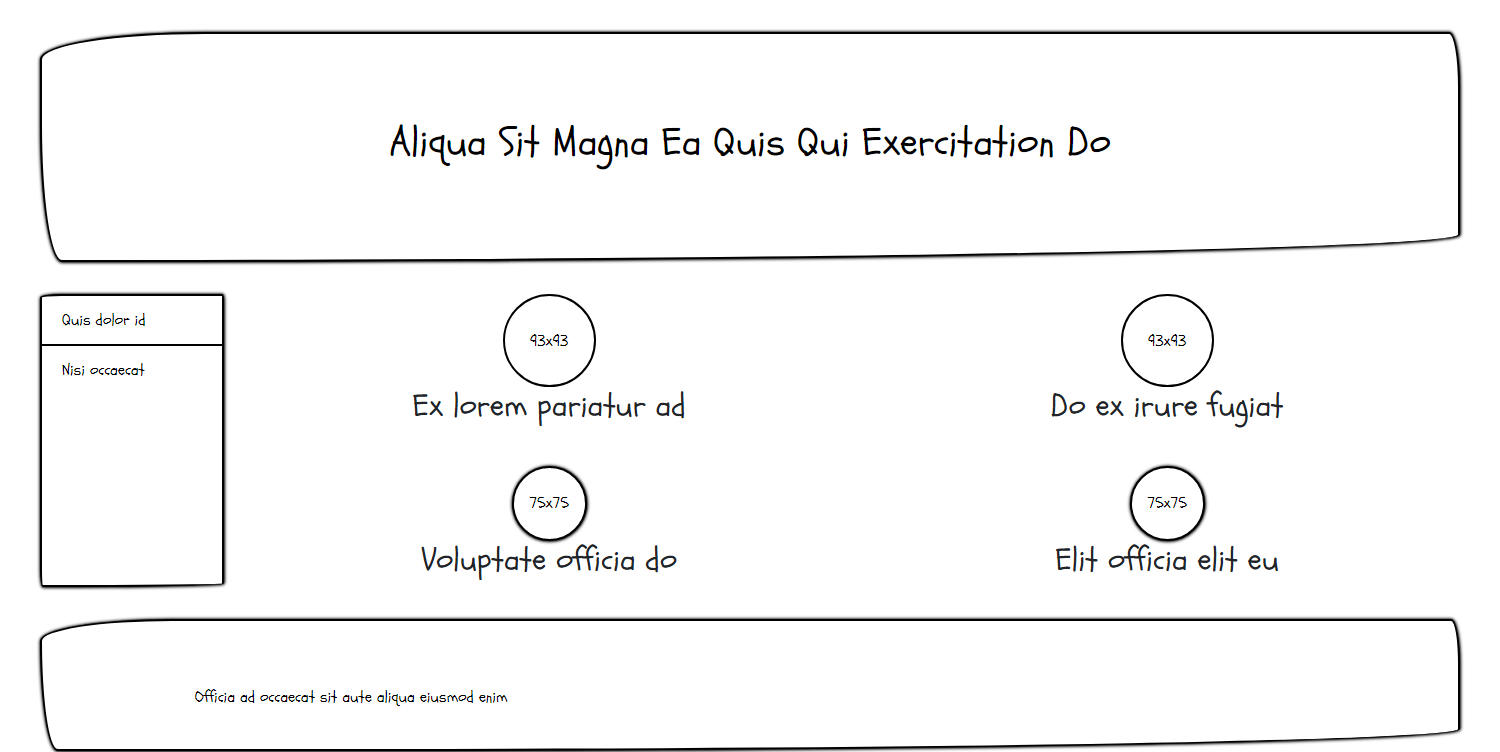 Aliqua Sit Magna Ea Quis Qui Exercitation Do
Quis dolor id
Nisi occaecat
93x93
Ex lorem pariatur ad
93x93
Do ex irure fugiat
75x75
Voluptate officia do
75x75
Elit officia elit eu
Officia ad occaecat sit aute aliqua eiusmod enim